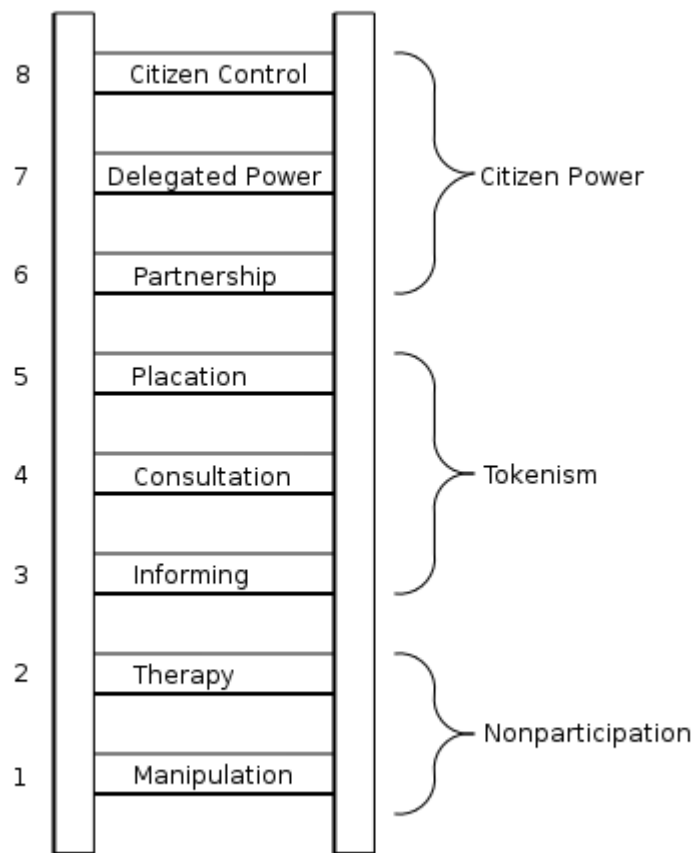 8 Citizen Control
7 Delegated Power Citizen Power
6 Partnership
5 Placation
4 Consultation Tokenism
3 Informing
2 Therapy
Nonparticipation
1 Manipulation